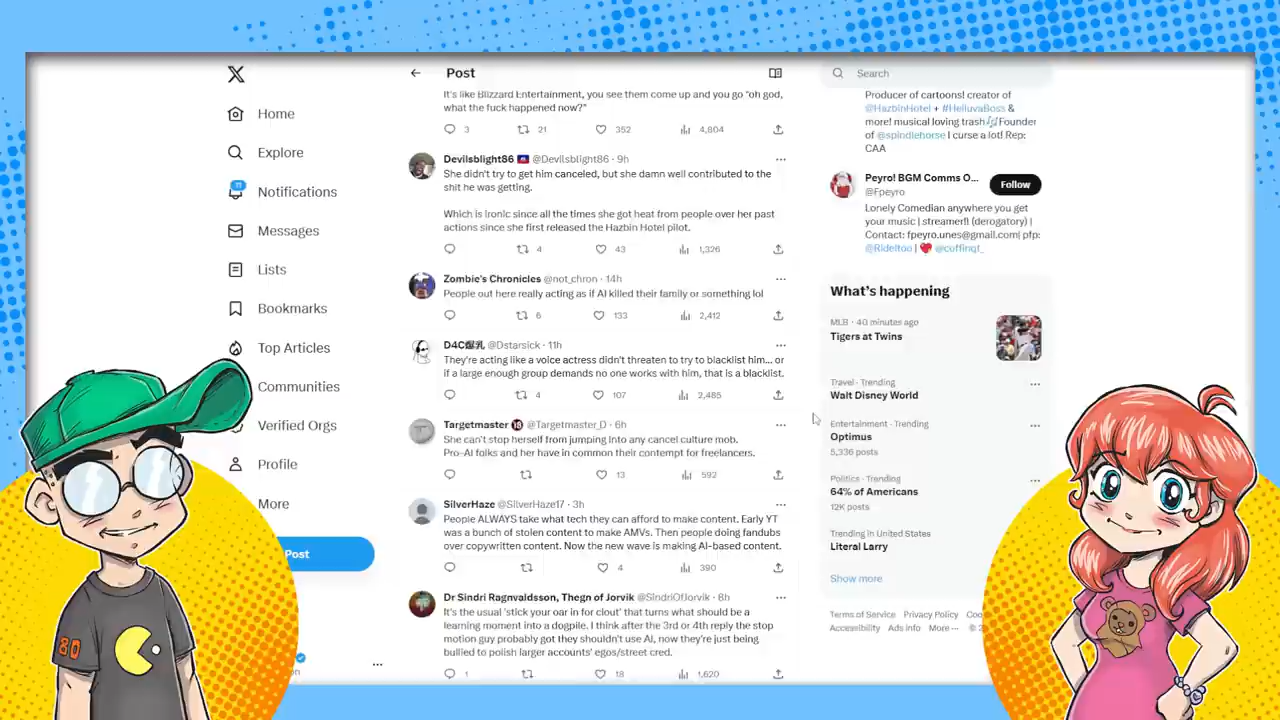 Home
Explore
11
Notifications
Messages
Lists
Bookmarks
Top Articles
Communities
Verified Orgs
Profile
More
Post
Post
It's like Blizzard Entertainment, you see them come up and you go "oh god,
what the fuck happened now?"
3 21 352 4,804
Devilsblight86 @Devilsblight86 · 9h
She didn't try to get him canceled, but she damn well contributed to the
shit he was getting.
Which is ironic since all the times she got heat from people over her past
actions since she first released the Hazbin Hotel pilot.
4 43 1,326
Zombie's Chronicles @not_chron · 14h
People out here really acting as if AI killed their family or something lol
6 133 2,412
D4C爆乳 @Dstarsick · 11h
They're acting like a voice actress didn't threaten to try to blacklist him... or
if a large enough group demands no one works with him, that is a blacklist.
4 107 2,485
Targetmaster @Targetmaster_D · 6h
She can't stop herself from jumping into any cancel culture mob.
Pro-AI folks and her have in common their contempt for freelancers.
13 592
SilverHaze @SilverHaze17 · 3h
People ALWAYS take what tech they can afford to make content. Early YT
was a bunch of stolen content to make AMVs. Then people doing fandubs
over copywritten content. Now the new wave is making AI-based content.
4 390
Dr Sindri Ragnvaldsson, Thegn of Jorvik @SindriOfJorvik · 8h
It's the usual 'stick your oar in for clout' that turns what should be a
learning moment into a dogpile. I think after the 3rd or 4th reply the stop
motion guy probably got they shouldn't use AI, now they're just being
bullied to polish larger accounts' egos/street cred.
1 18 1,620
Search
Producer of cartoons! creator of
@HazbinHotel + #HelluvaBoss &
more! musical loving trash Founder
of @spindlehorse I curse a lot! Rep:
CAA
Peyro! BGM Comms O...
@Fpeyro
Follow
Lonely Comedian anywhere you get
your music | streamer!! (derogatory) |
Contact: fpeyro.unes@gmail.com| pfp:
@Rideltoo | ❤️ @coffinqt_
What's happening
MLB · 40 minutes ago
Tigers at Twins
Travel · Trending
Walt Disney World
Entertainment · Trending
Optimus
5,336 posts
Politics · Trending
64% of Americans
12K posts
Trending in United States
Literal Larry
Show more
Terms of Service Privacy Policy Coo
Accessibility Ads info More ··· © 2
80